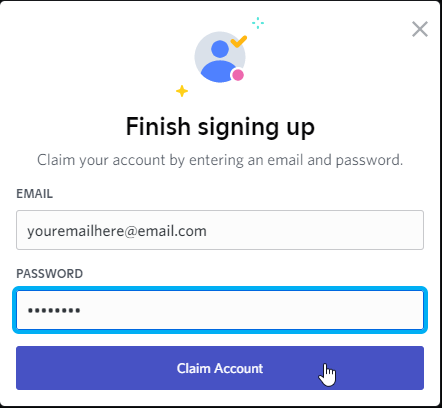 Finish signing up
Claim your account by entering an email and password.
EMAIL
youremailhere@email.com
PASSWORD
••••••••
Claim Account